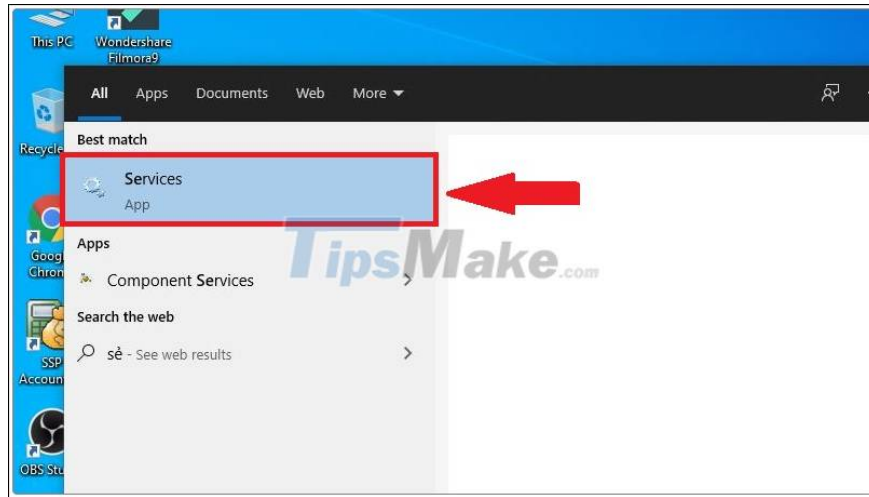 This PC
Wondershare
Filmora9
All Apps Documents Web More
Recycle
Best match
Services
App
Goog
Chron
Apps
Component Services
Search the web
sẻ - See web results
SSP
Accoun
OBS Stu
TipsMake.com